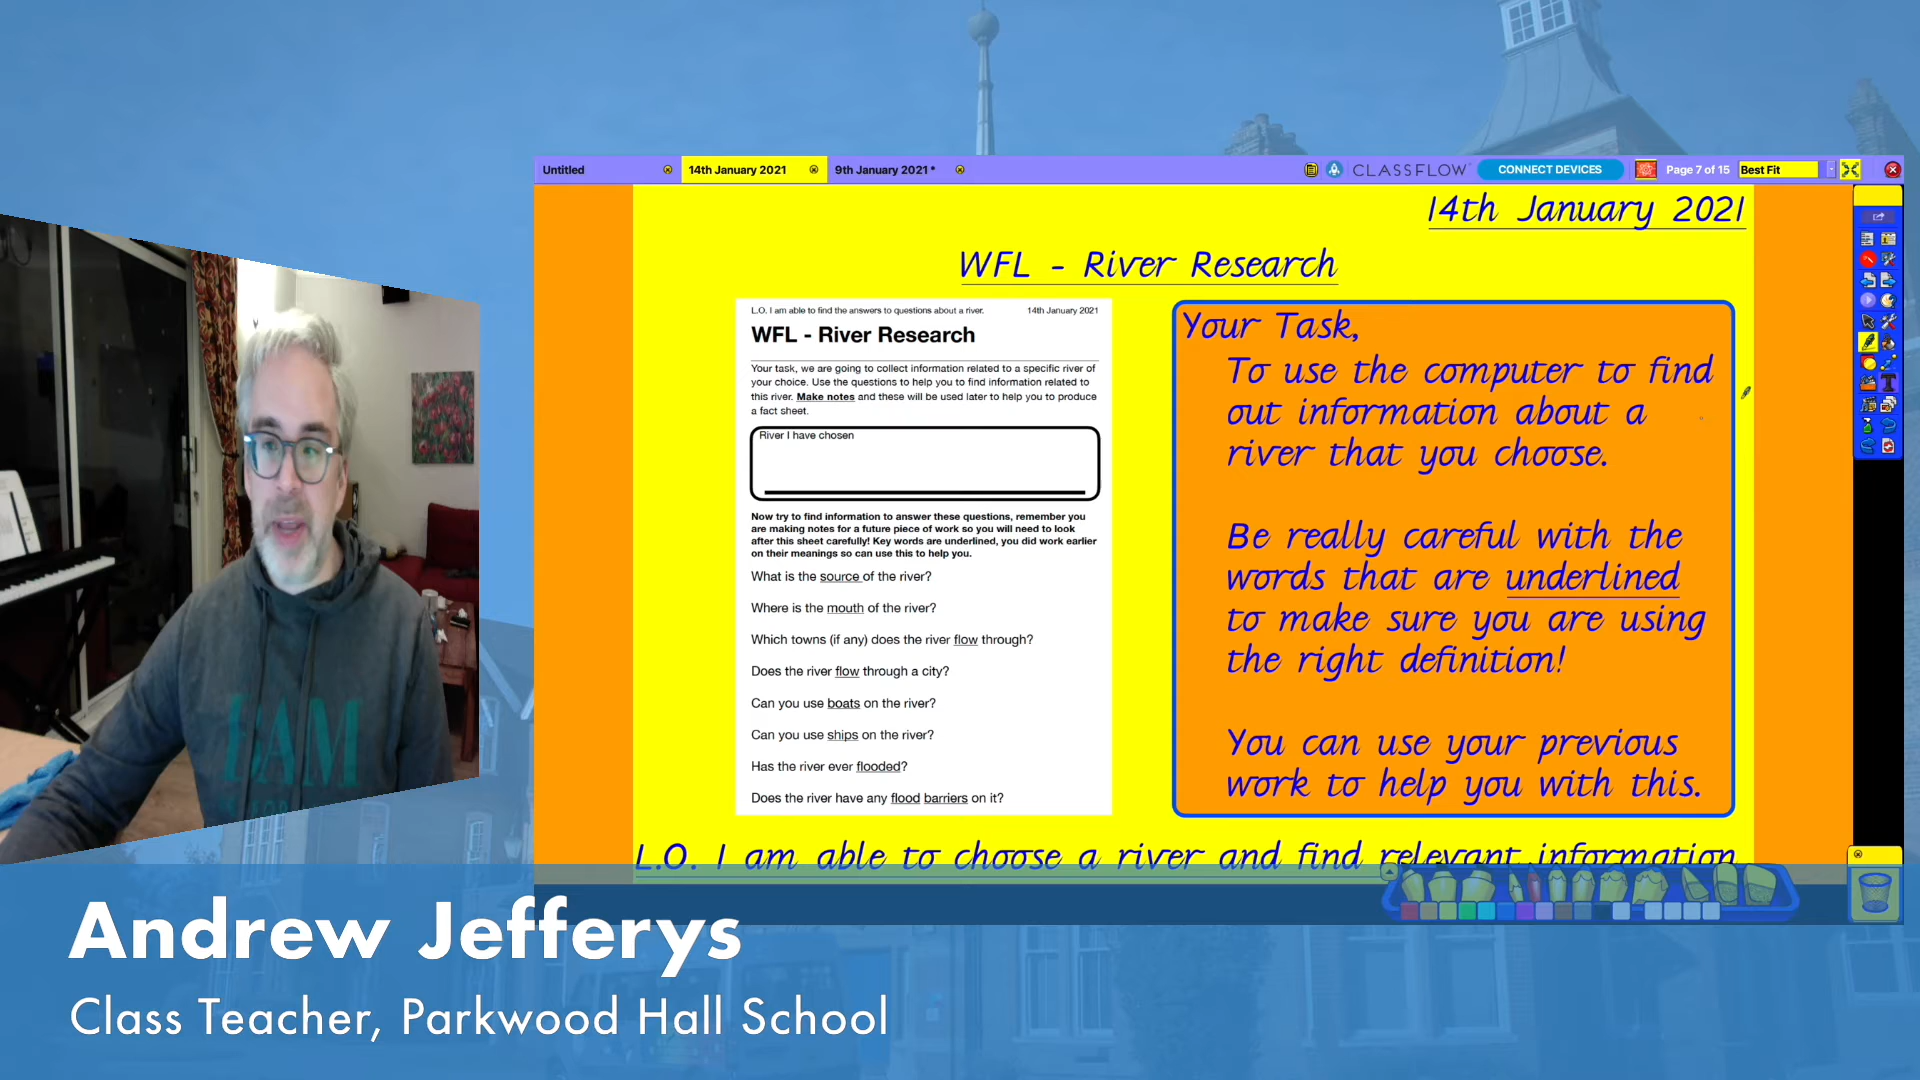 Untitled
14th January 2021
9th January 2021 *
CLASSFLOW
CONNECT DEVICES
Page 7 of 15
Best Fit
14th January 2021
WFL - River Research
L.O. I am able to find the answers to questions about a river.
14th January 2021
WFL - River Research
Your task, we are going to collect information related to a specific river of
your choice. Use the questions to help you to find information related to
this river. Make notes and these will be used later to help you to produce
a fact sheet.
River I have chosen
Now try to find information to answer these questions, remember you
are making notes for a future piece of work so you will need to look
after this sheet carefully! Key words are underlined, you did work earlier
on their meanings so can use this to help you.
What is the source of the river?
Where is the mouth of the river?
Which towns (if any) does the river flow through?
Does the river flow through a city?
Can you use boats on the river?
Can you use ships on the river?
Has the river ever flooded?
Does the river have any flood barriers on it?
Your Task,
To use the computer to find
out information about a
river that you choose.
Be really careful with the
words that are underlined
to make sure you are using
the right definition!
You can use your previous
work to help you with this.
L.O. I am able to choose a river and find relevant information
Andrew Jefferys
Class Teacher, Parkwood Hall School